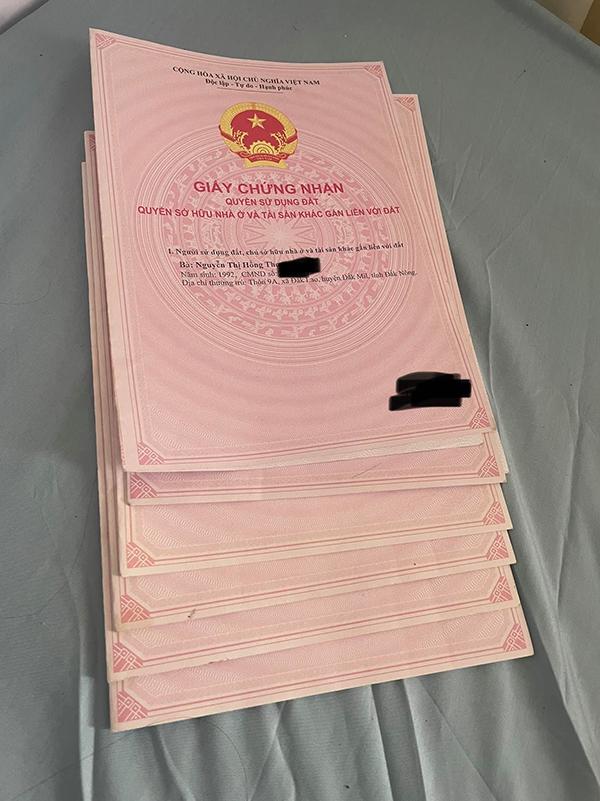 CỘNG HÒA XÃ HỘI CHỦ NGHĨA VIỆT NAM
Độc lập - Tự do - Hạnh phúc
GIẤY CHỨNG NHẬN
QUYỀN SỬ DỤNG ĐẤT
QUYỀN SỞ HỮU NHÀ Ở VÀ TÀI SẢN KHÁC GẮN LIỀN VỚI ĐẤT
I. Người sử dụng đất, chủ sở hữu nhà ở và tài sản khác gắn liền với đất
Bà: Nguyễn Thị Hồng
Năm sinh: 1992, CMND số:
Địa chỉ thường trú: Thôn 9A, xã Đắk Lao, huyện Đắk Mil, tỉnh Đắk Nông.